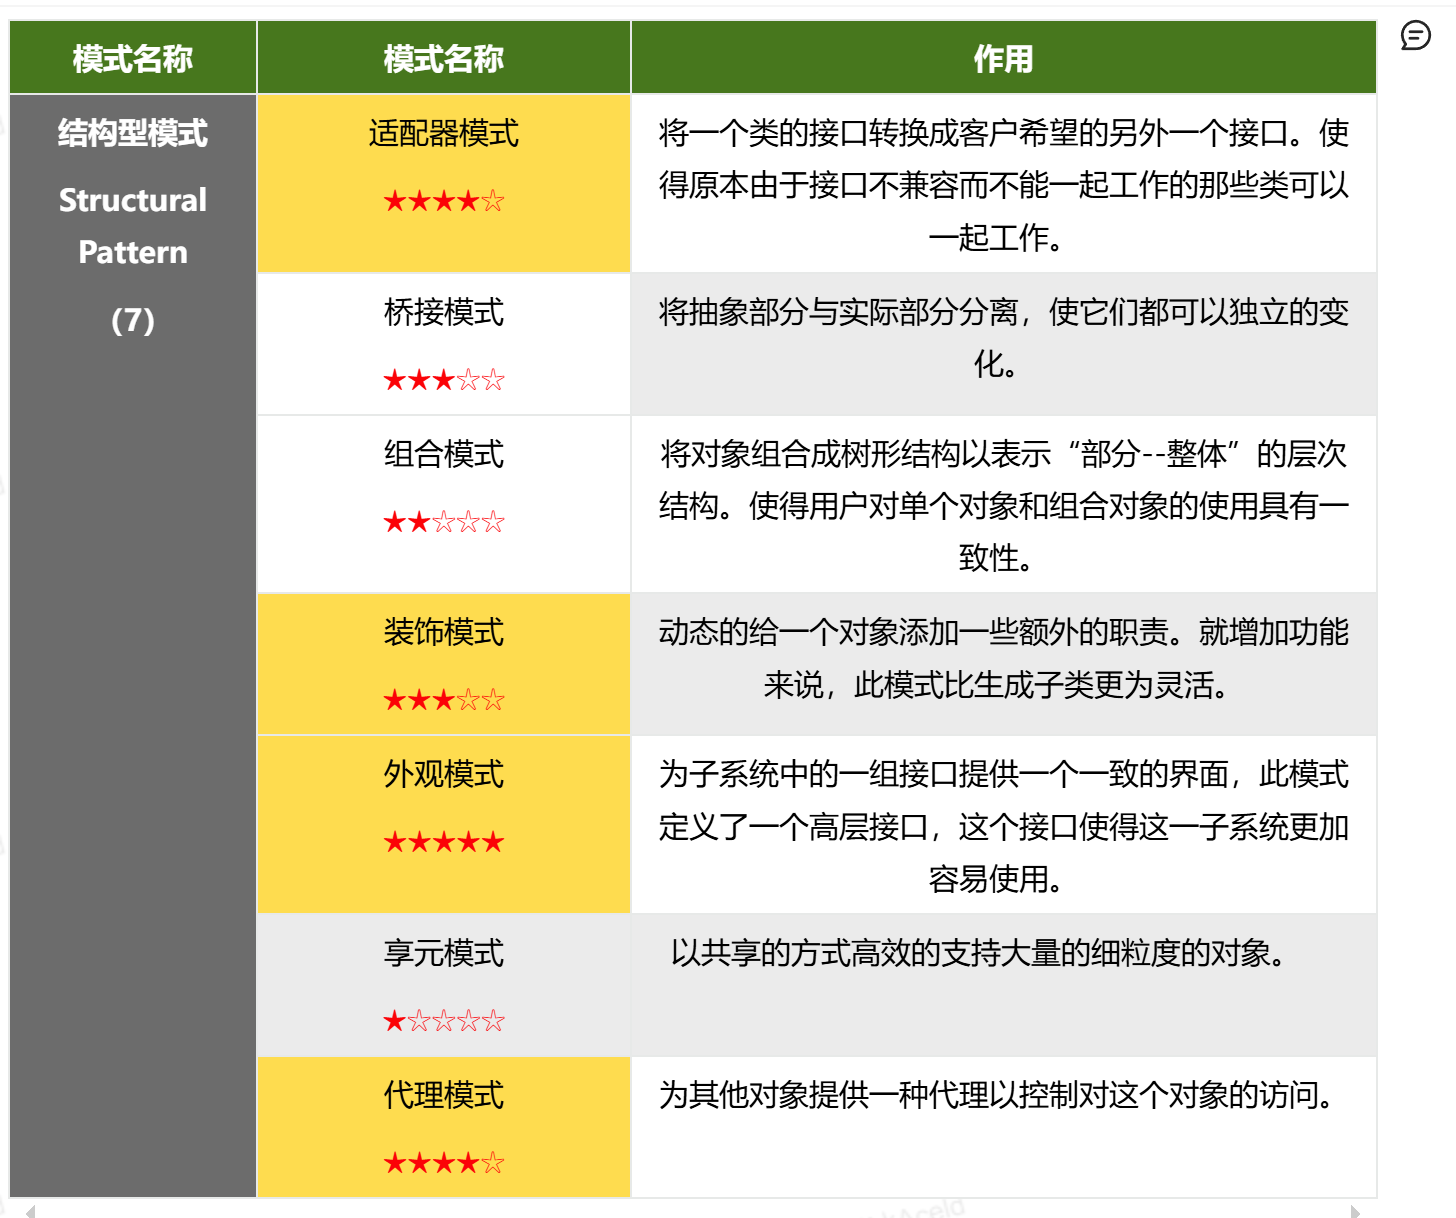 模式名称
模式名称
作用
结构型模式
Structural
Pattern
(7)
适配器模式
★★★★☆
将一个类的接口转换成客户希望的另外一个接口。使
得原本由于接口不兼容而不能一起工作的那些类可以
一起工作。
桥接模式
★★★☆☆
将抽象部分与实际部分分离，使它们都可以独立的变
化。
组合模式
★★☆☆☆
将对象组合成树形结构以表示“部分--整体”的层次
结构。使得用户对单个对象和组合对象的使用具有一
致性。
装饰模式
★★★☆☆
动态的给一个对象添加一些额外的职责。就增加功能
来说，此模式比生成子类更为灵活。
外观模式
★★★★★
为子系统中的一组接口提供一个一致的界面，此模式
定义了一个高层接口，这个接口使得这一子系统更加
容易使用。
享元模式
★☆☆☆☆
以共享的方式高效的支持大量的细粒度的对象。
代理模式
★★★★☆
为其他对象提供一种代理以控制对这个对象的访问。